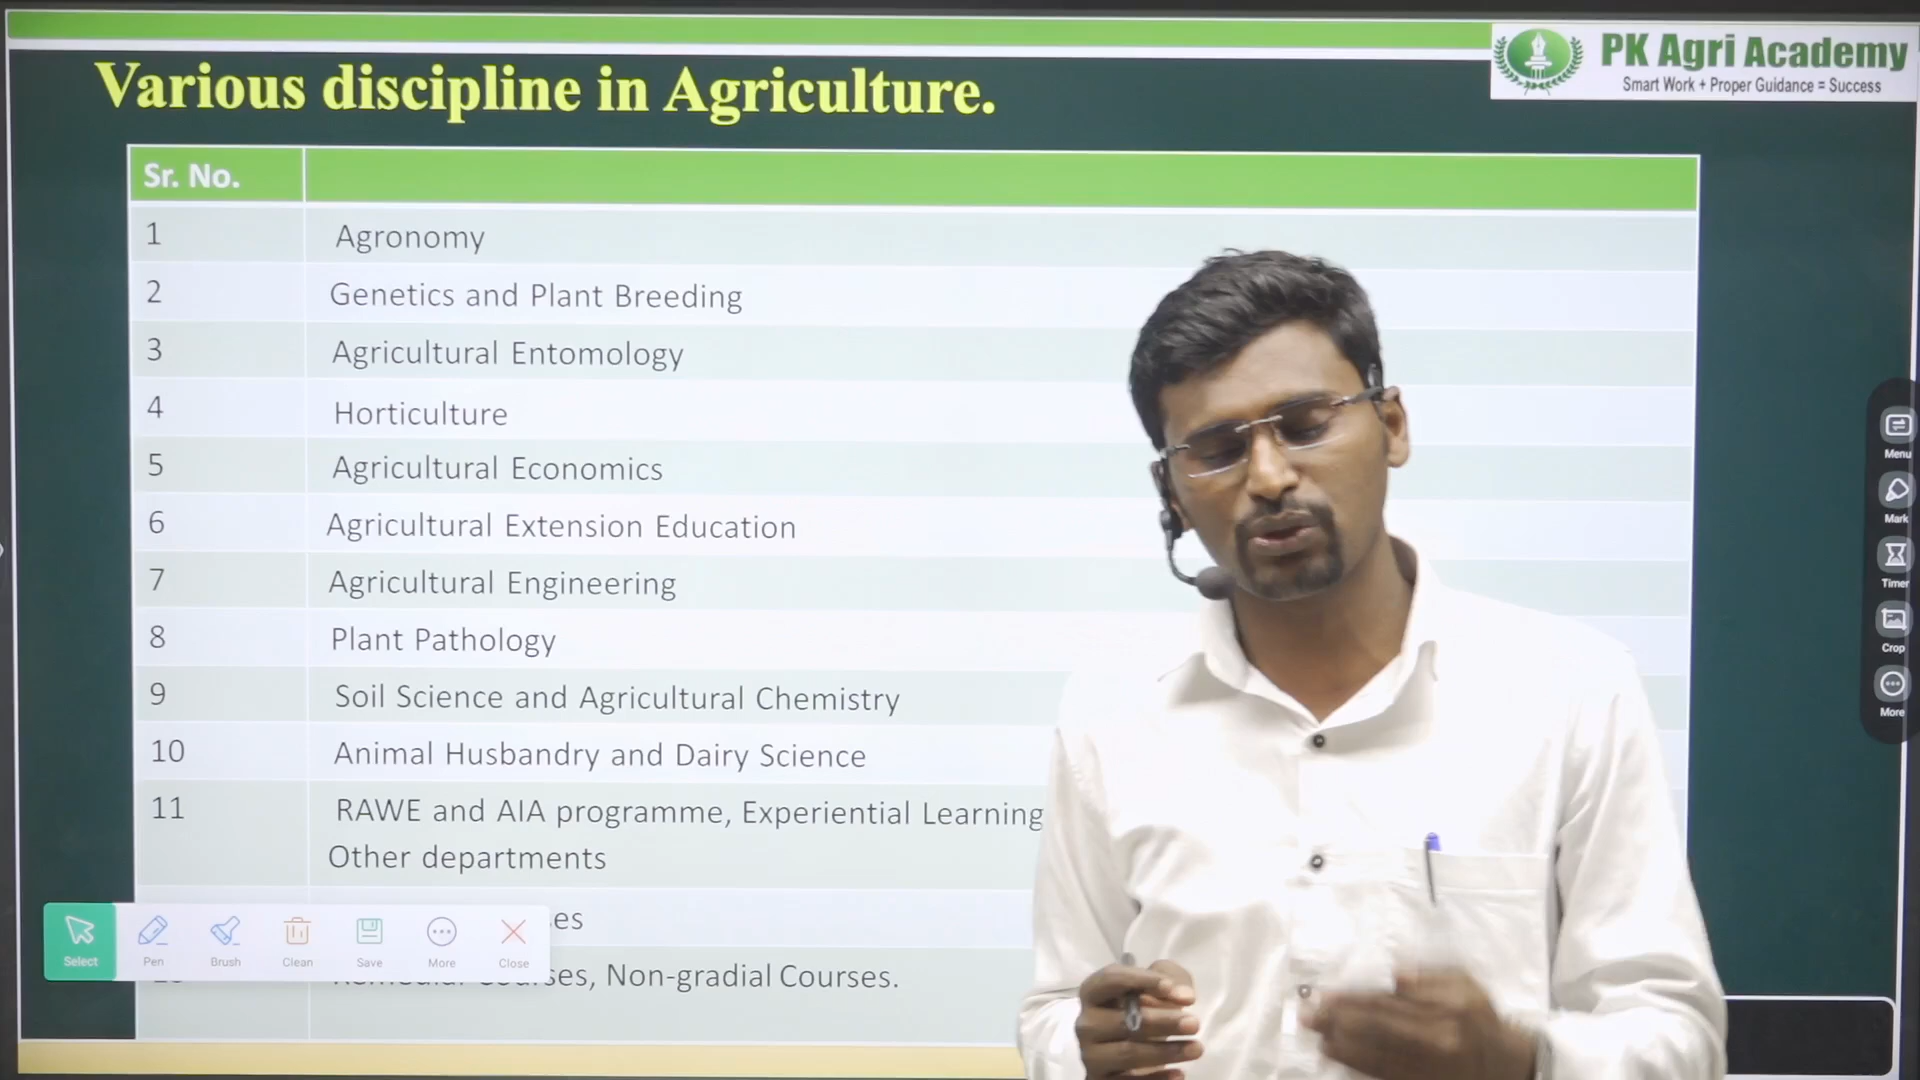 PK Agri Academy
Smart Work + Proper Guidance = Success
Various discipline in Agriculture.
Sr. No.
1 Agronomy
2 Genetics and Plant Breeding
3 Agricultural Entomology
4 Horticulture
5 Agricultural Economics
6 Agricultural Extension Education
7 Agricultural Engineering
8 Plant Pathology
9 Soil Science and Agricultural Chemistry
10 Animal Husbandry and Dairy Science
11 RAWE and AIA programme, Experiential Learning
Other departments
Non-gradial Courses.
Select
Pen
Brush
Clean
Save
More
Close
Menu
Mark
Timer
Crop
More